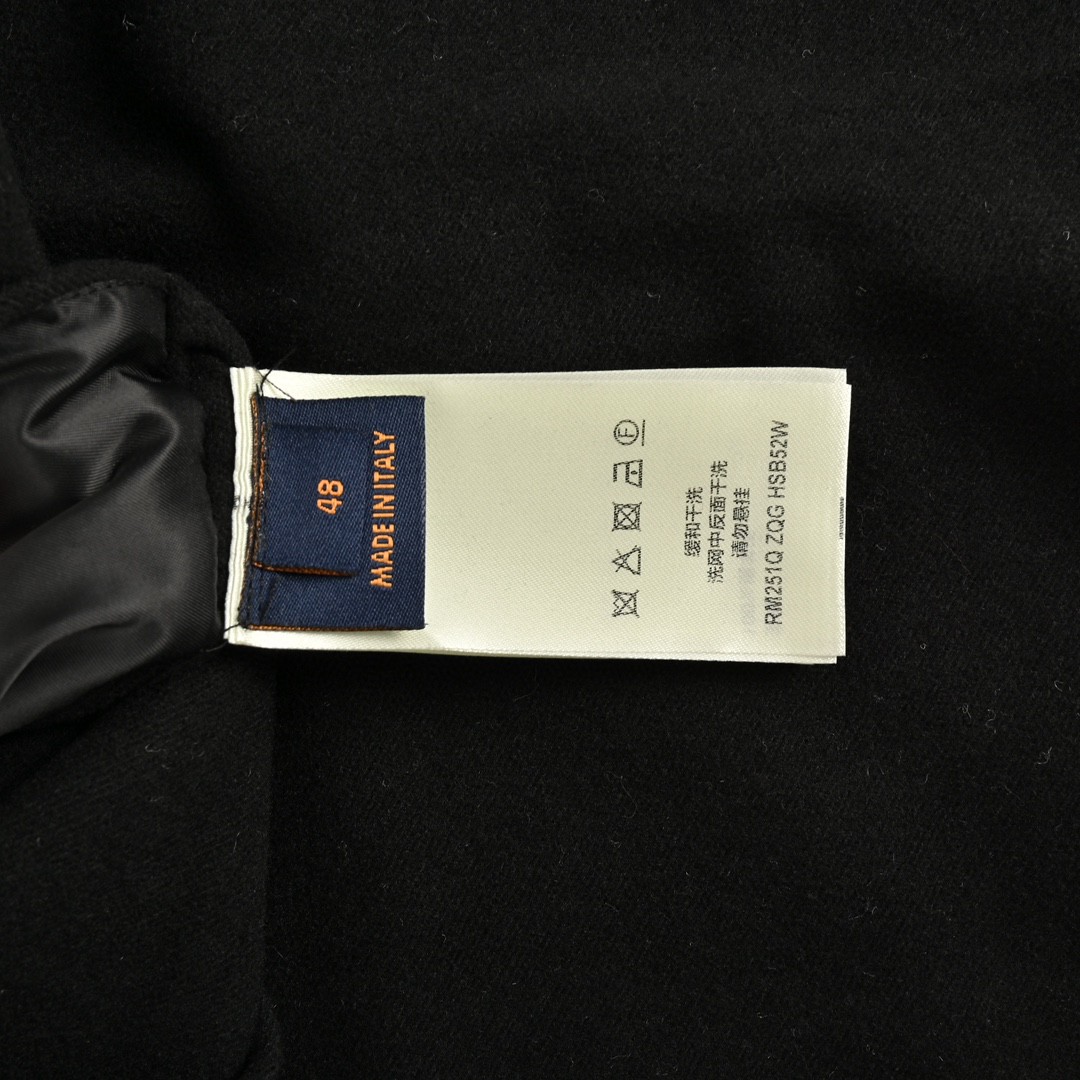 48
MADE IN ITALY
缓和干洗
洗网中反面干洗
请勿悬挂
RM251Q ZQG HSB52W